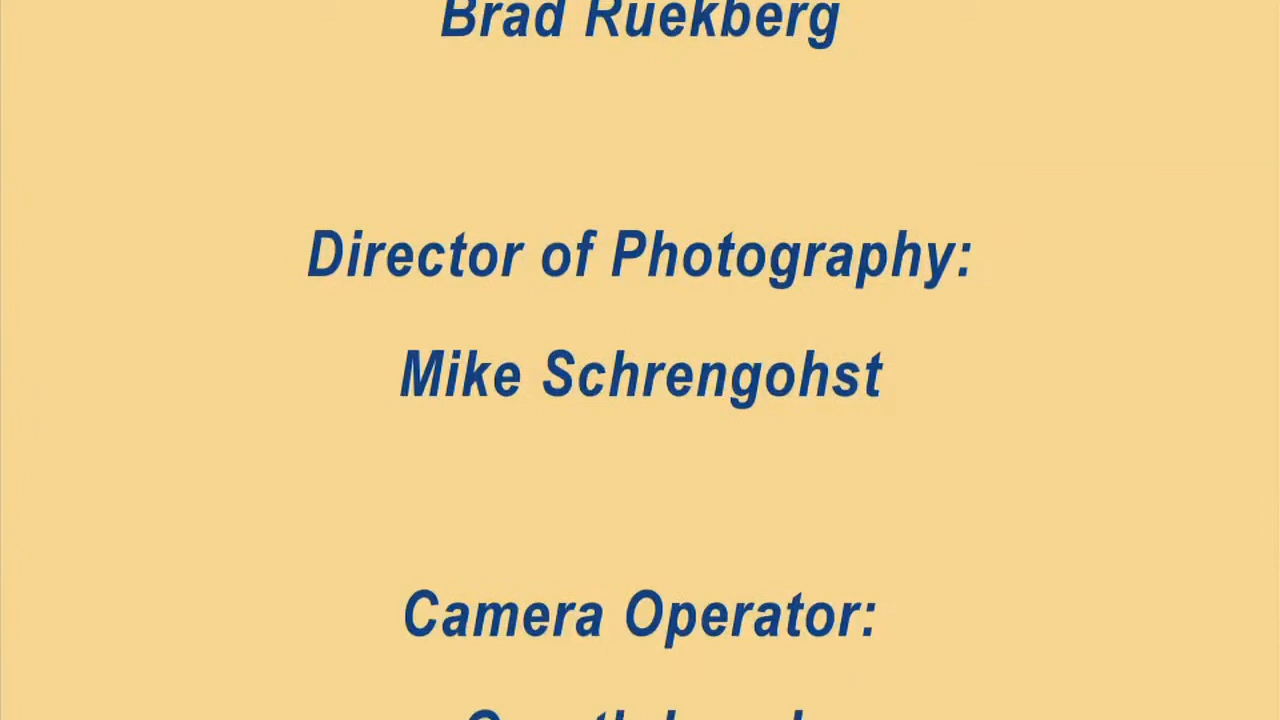 Brad Ruekberg
Director of Photography:
Mike Schrengohst
Camera Operator: